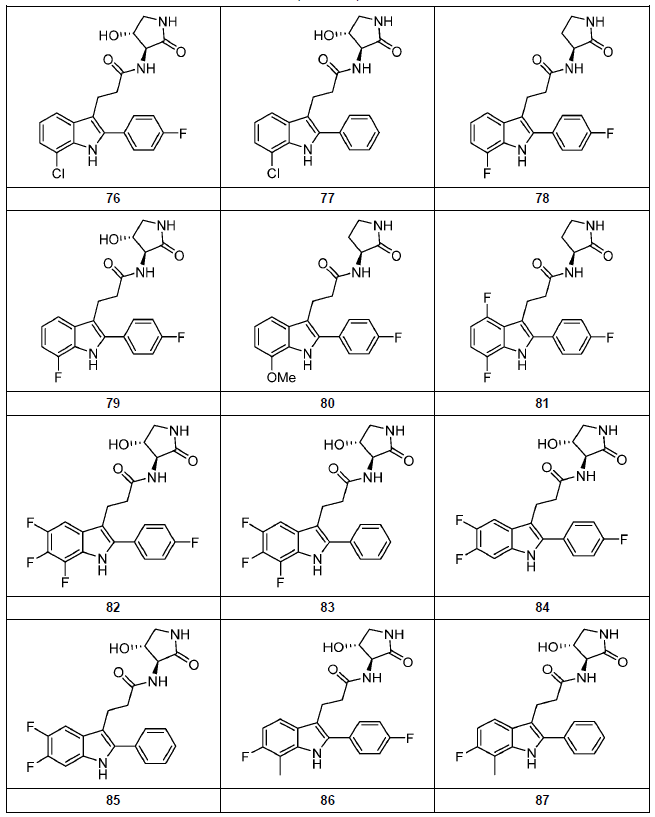 HO NH O
O NH
N H F
Cl
76
HO NH O
O NH
N H
Cl
77
NH O
O NH
N H F
F
78
HO NH O
O NH
N H F
F
79
NH O
O NH
N H F
OMe
80
NH O
O NH
F
N H F
F
81
HO NH O
O NH
F
F N H F
F
82
HO NH O
O NH
F
F N H
F
83
HO NH O
O NH
F
F N H F
84
HO NH O
O NH
F
F N H
85
HO NH O
O NH
F N H F
86
HO NH O
O NH
F N H
87